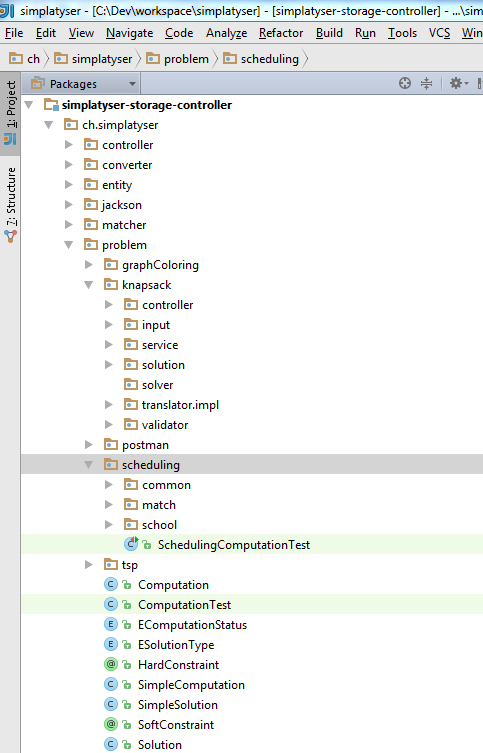 simplatyser - [C:\Dev\workspace\simplatyser] - [simplatyser-storage-controller] - ...\sim
File Edit View Navigate Code Analyze Refactor Build Run Tools VCS Win
ch simplatyser problem scheduling
1: Project
7: Structure
Packages
simplatyser-storage-controller
ch.simplatyser
controller
converter
entity
jackson
matcher
problem
graphColoring
knapsack
controller
input
service
solution
solver
translator.impl
validator
postman
scheduling
common
match
school
SchedulingComputationTest
tsp
Computation
ComputationTest
EComputationStatus
ESolutionType
HardConstraint
SimpleComputation
SimpleSolution
SoftConstraint
Solution